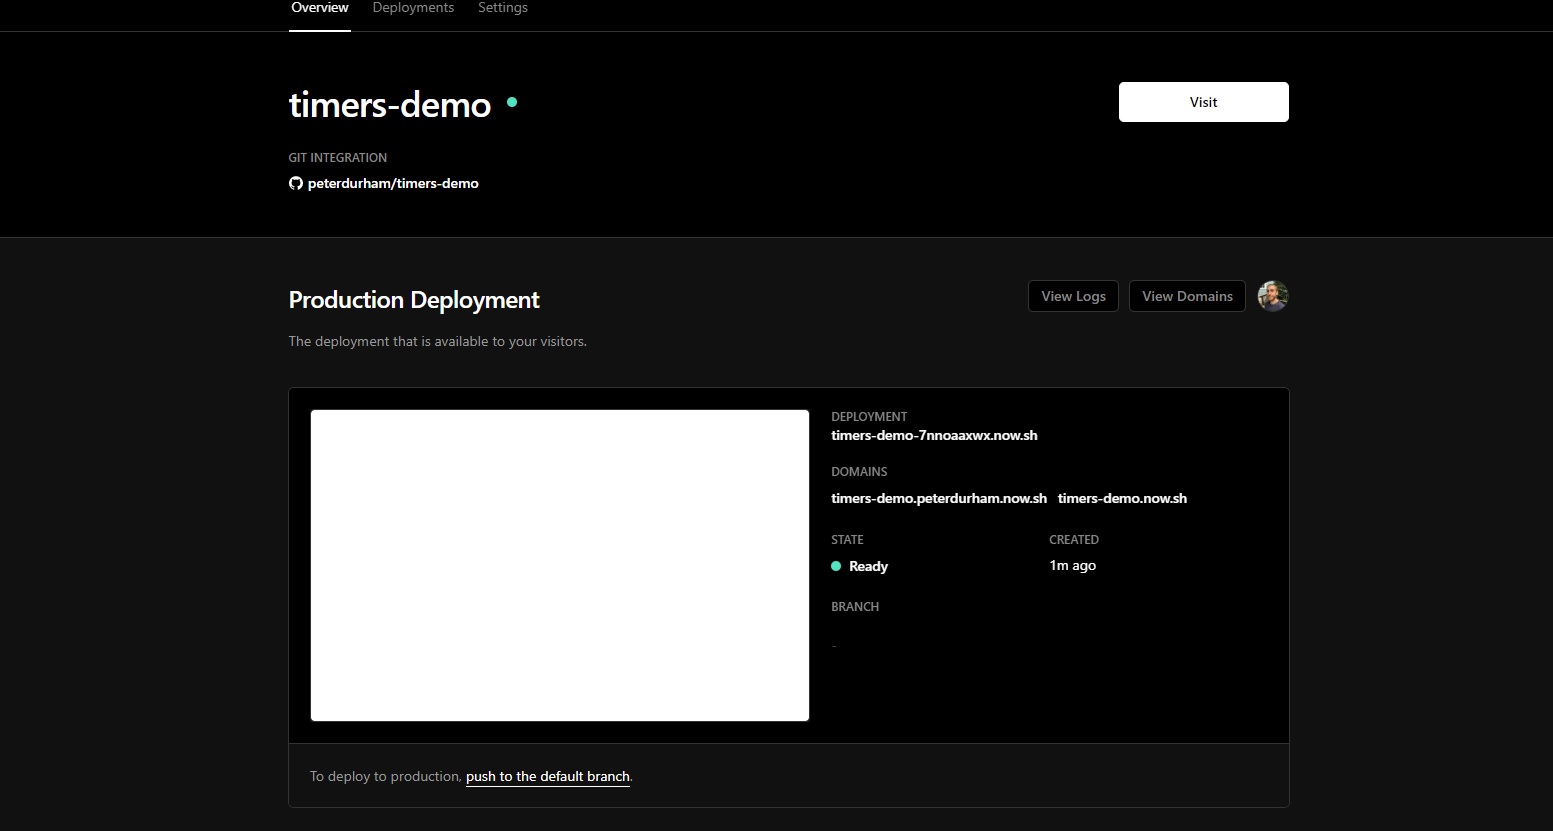 Overview Deployments Settings
timers-demo
Visit
GIT INTEGRATION
peterdurham/timers-demo
Production Deployment
View Logs View Domains
The deployment that is available to your visitors.
DEPLOYMENT
timers-demo-7nnoaaxwx.now.sh
DOMAINS
timers-demo.peterdurham.now.sh timers-demo.now.sh
STATE CREATED
Ready 1m ago
BRANCH
-
To deploy to production, push to the default branch.